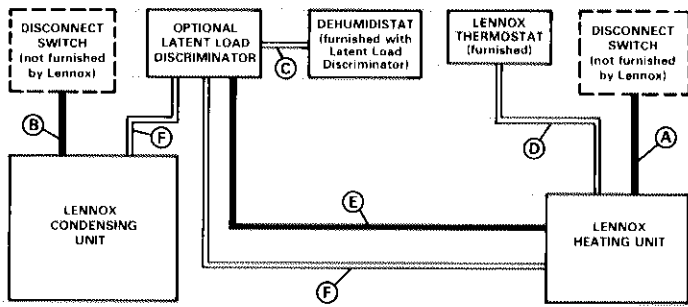 DISCONNECT
SWITCH
(not furnished
by Lennox)
OPTIONAL
LATENT LOAD
DISCRIMINATOR
DEHUMIDISTAT
(furnished with
Latent Load
Discriminator)
LENNOX
THERMOSTAT
(furnished)
DISCONNECT
SWITCH
(not furnished
by Lennox)
C
B
F
D
A
LENNOX
CONDENSING
UNIT
E
F
LENNOX
HEATING UNIT